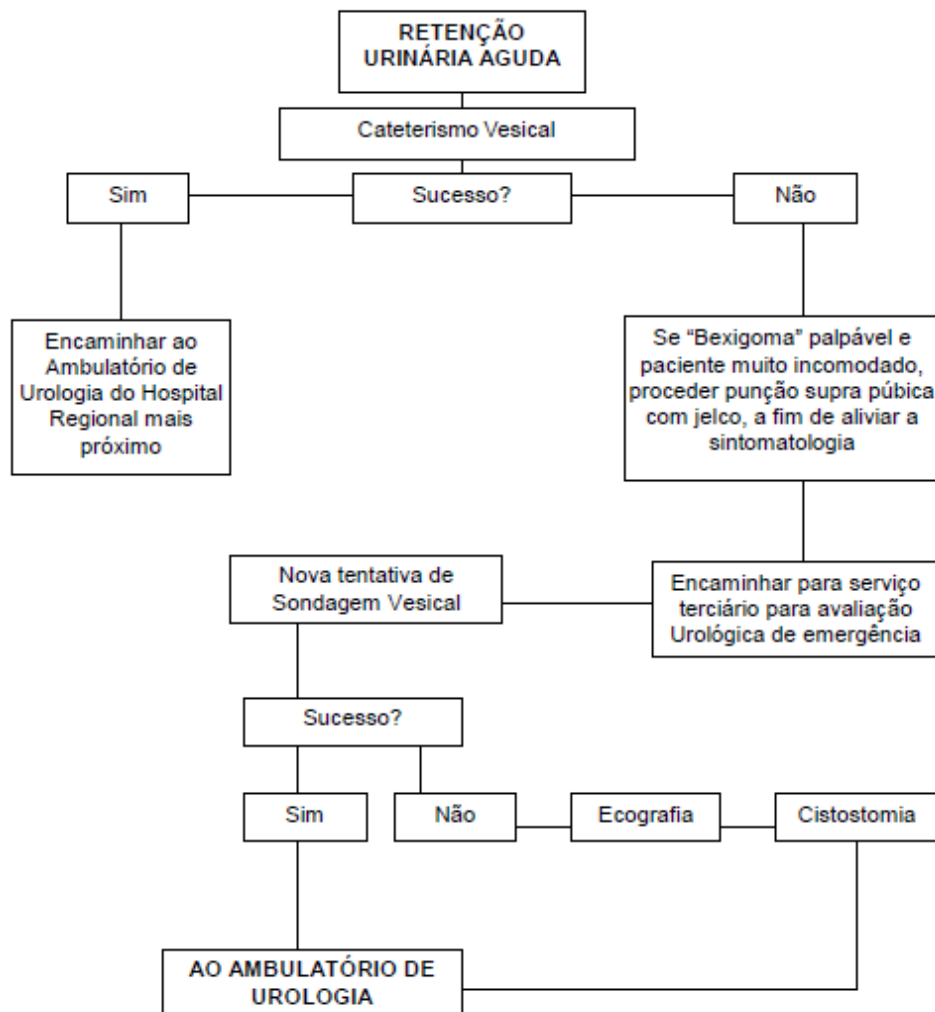 RETENÇÃO
URINÁRIA AGUDA
Cateterismo Vesical
Sim
Sucesso?
Não
Encaminhar ao
Ambulatório de
Urologia do Hospital
Regional mais
próximo
Se “Bexigoma” palpável e
paciente muito incomodado,
proceder punção supra púbica
com jelco, a fim de aliviar a
sintomatologia
Nova tentativa de
Sondagem Vesical
Encaminhar para serviço
terciário para avaliação
Urológica de emergência
Sucesso?
Sim
Não
Ecografia
Cistostomia
AO AMBULATÓRIO DE
UROLOGIA